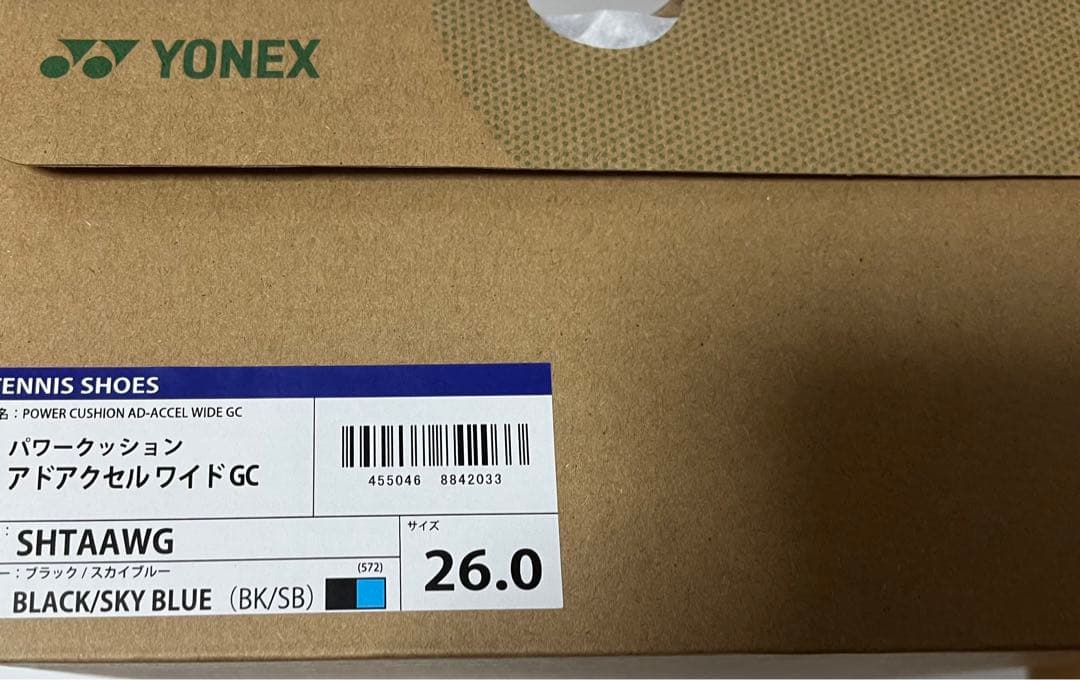 YONEX
TENNIS SHOES
名：POWER CUSHION AD-ACCEL WIDE GC
パワークッション
アドアクセル ワイド GC
455046 8842033
：
SHTAAWG
ー：ブラック / スカイブルー
(572)
BLACK/SKY BLUE （BK/SB）
サイズ
26.0